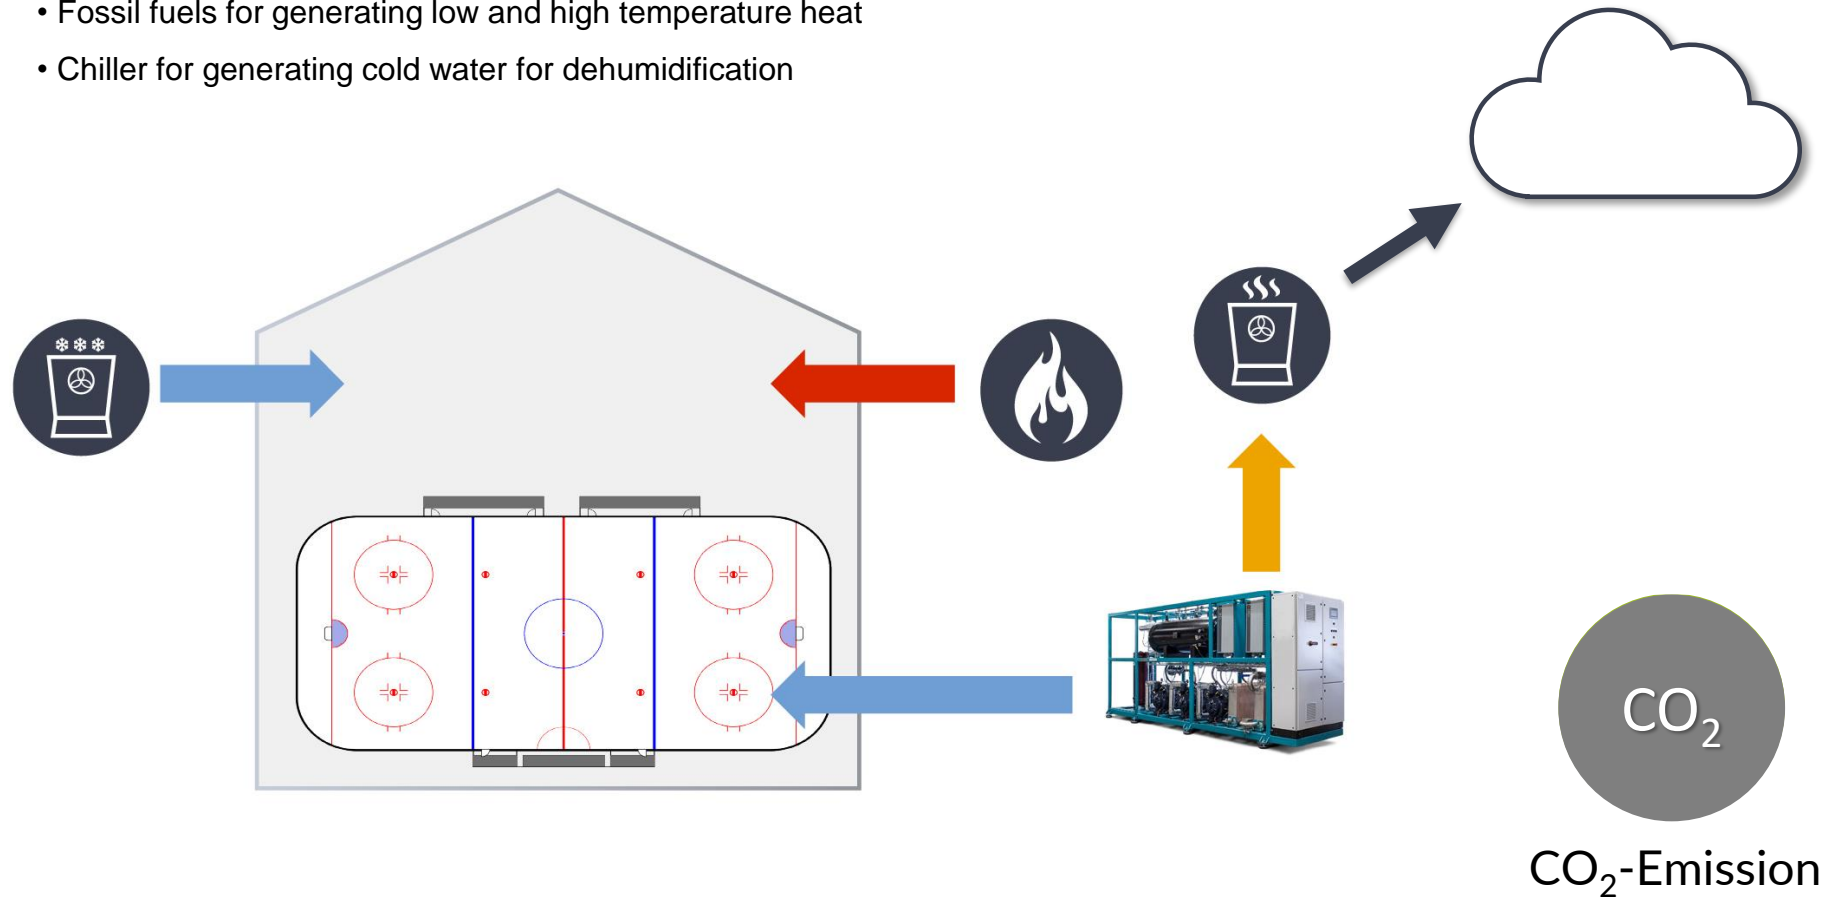 • Fossil fuels for generating low and high temperature heat
• Chiller for generating cold water for dehumidification
CO₂
CO₂-Emission